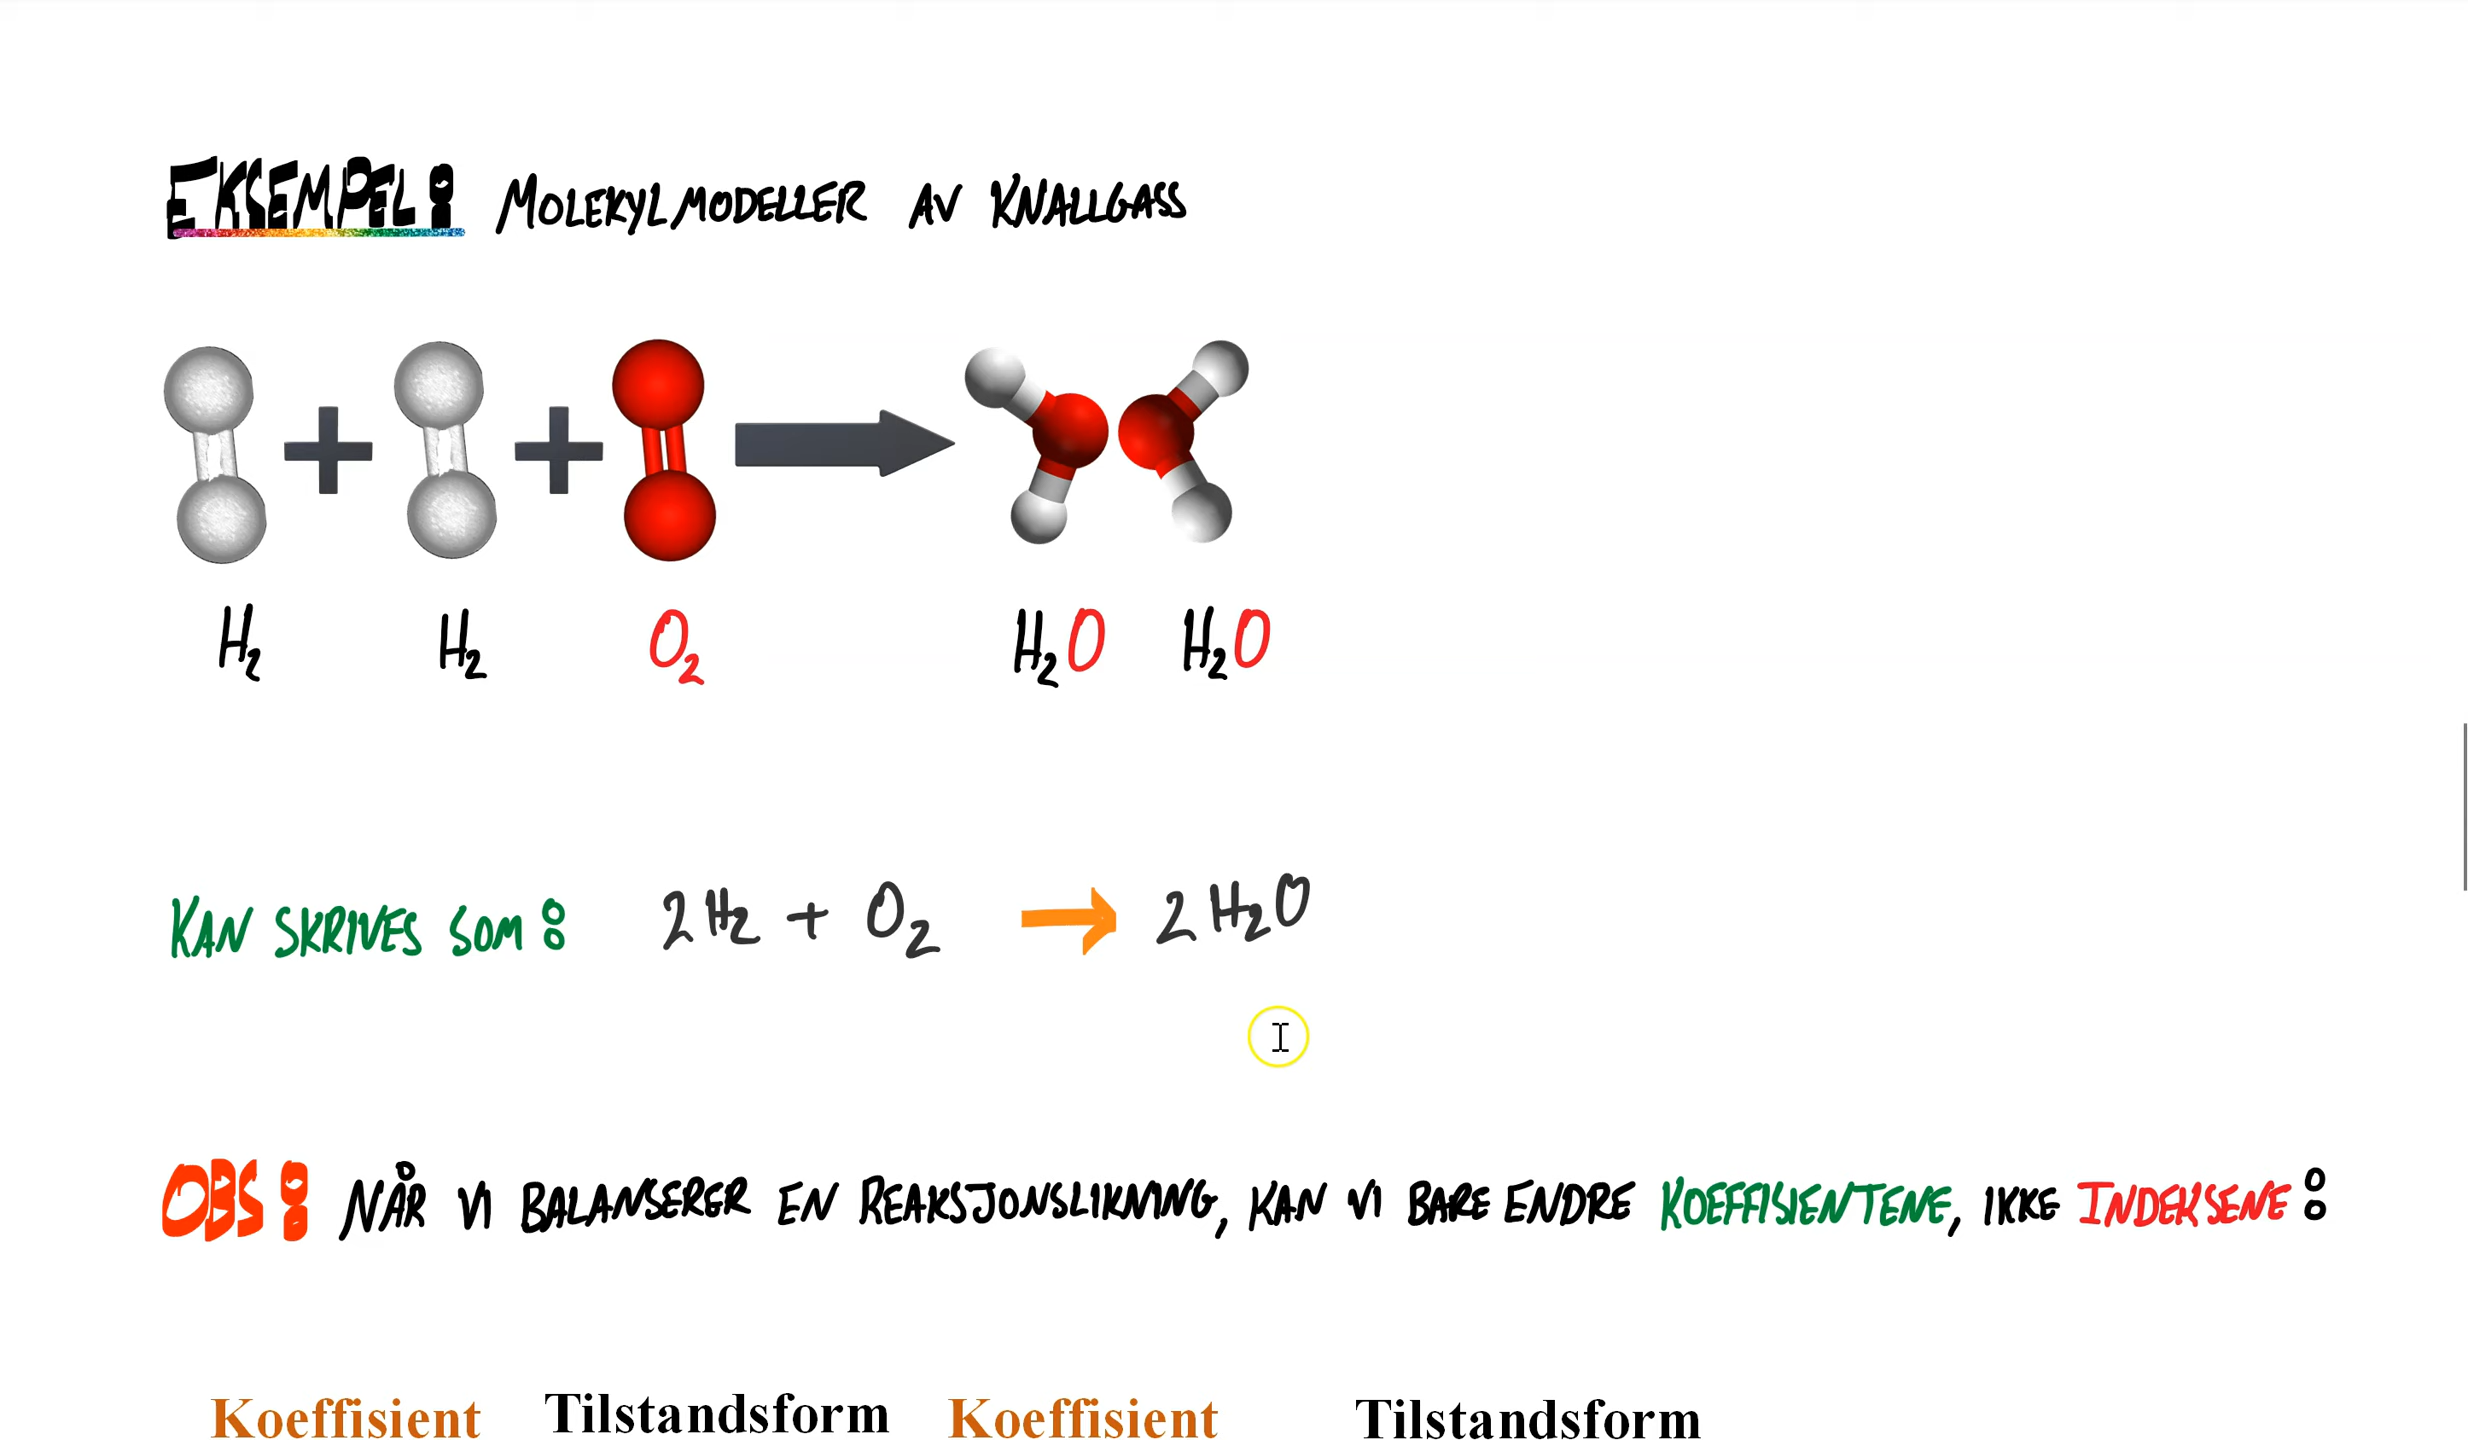 EKSEMPEL: MOLEKYLMODELLER AV KNALLGASS
H₂ H₂ O₂ H₂O H₂O
KAN SKRIVES SOM: 2H₂ + O₂ → 2H₂O
OBS: NÅR VI BALANSERER EN REAKSJONSLIKNING, KAN VI BARE ENDRE KOEFFISIENTENE, IKKE INDEKSENE:
Koeffisient Tilstandsform Koeffisient Tilstandsform